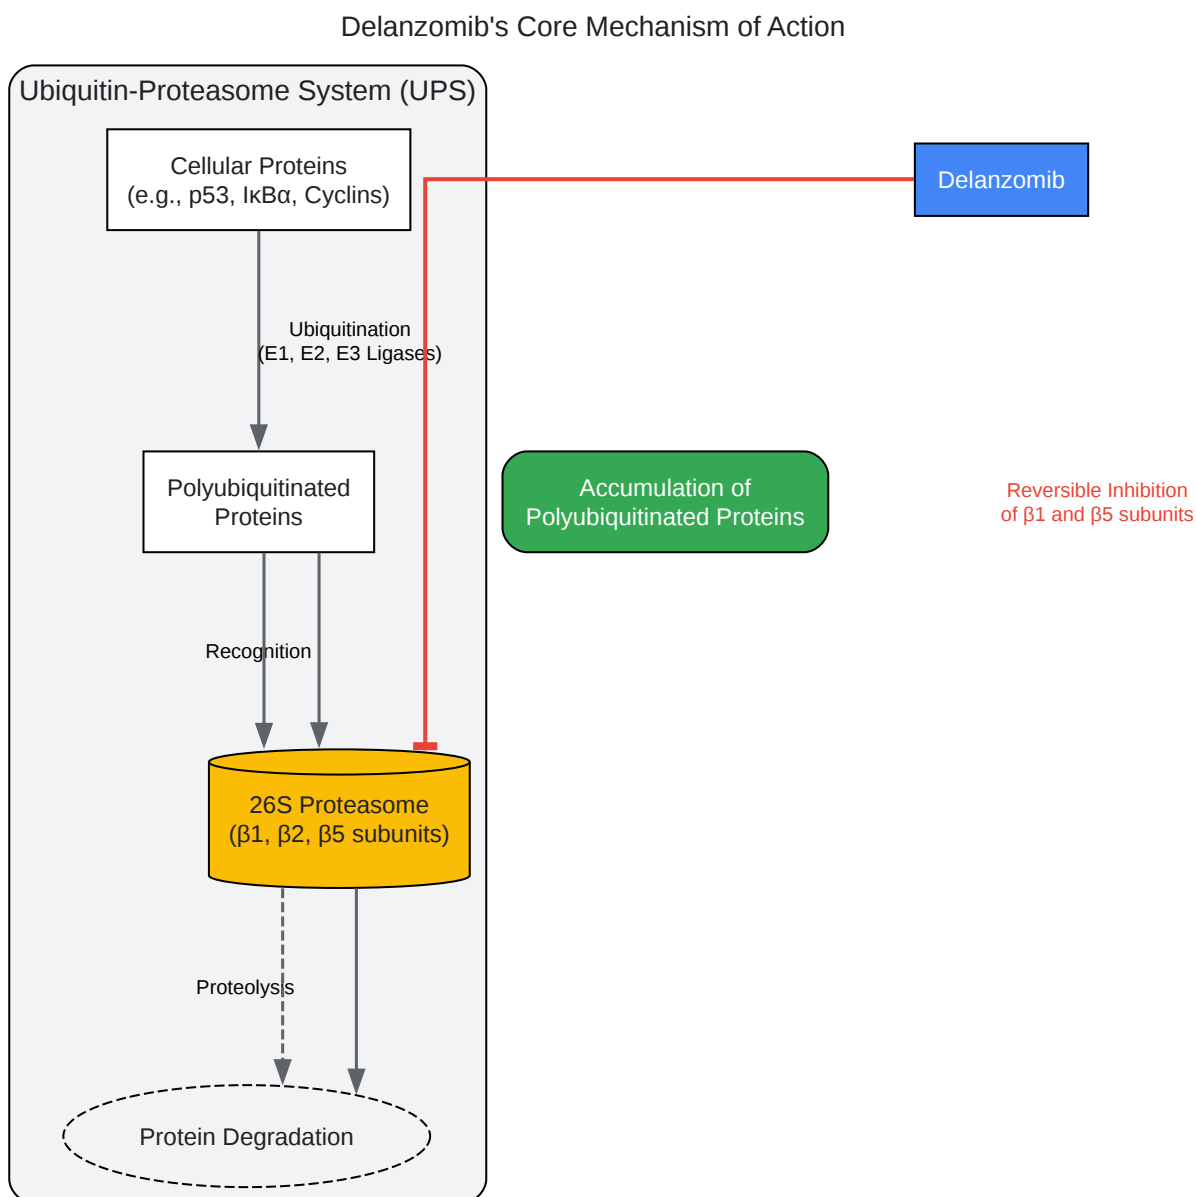 Delanzomib's Core Mechanism of Action
Ubiquitin-Proteasome System (UPS)
Cellular Proteins
(e.g., p53, IκBα, Cyclins)
Delanzomib
Ubiquitination
(E1, E2, E3 Ligases)
Polyubiquitinated
Proteins
Accumulation of
Polyubiquitinated Proteins
Reversible Inhibition
of β1 and β5 subunits
Recognition
26S Proteasome
(β1, β2, β5 subunits)
Proteolysis
Protein Degradation